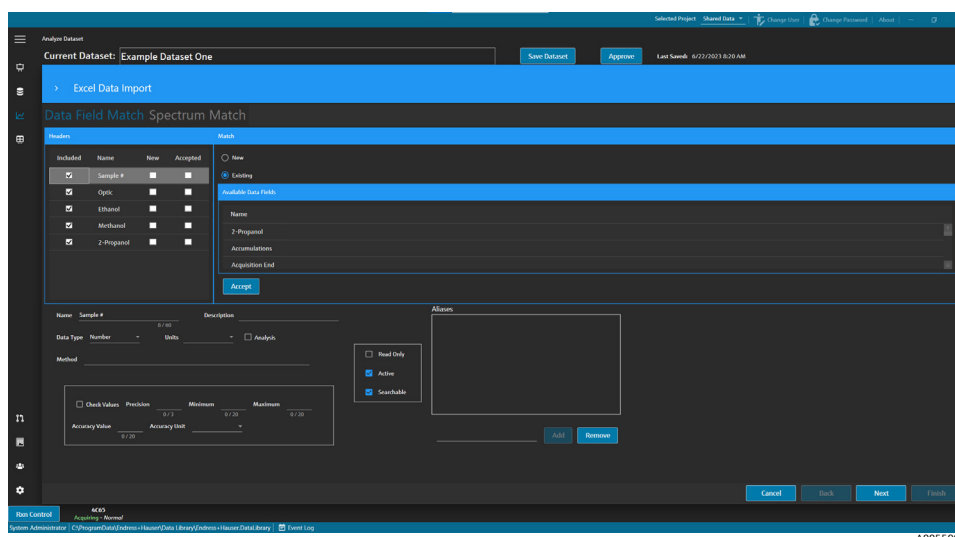 Selected Project Shared Data Change User Change Password About
Analyze Dataset
Current Dataset: Example Dataset One Save Dataset Approve Last Saved: 6/22/2023 8:20 AM
Excel Data Import
Data Field Match Spectrum Match
Headers Match
Included Name New Accepted
Sample #
Optic
Ethanol
Methanol
2-Propanol
New
Existing
Available Data Fields
Name
2-Propanol
Accumulations
Acquisition End
Accept
Name Sample # Description
8 / 60
Data Type Number Units Analysis
Method
Check Values Precision Minimum Maximum
0 / 3 0 / 20 0 / 20
Accuracy Value Accuracy Unit
0 / 20
Read Only
Active
Searchable
Aliases
Add Remove
Cancel Back Next Finish
Run Control AC05
Acquiring - Normal
System Administrator C:\ProgramData\Endress+Hauser\Data Library\Endress+Hauser.DataLibrary Event Log